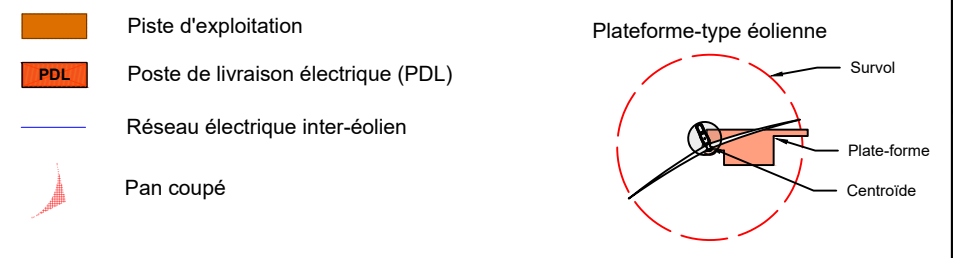 Piste d'exploitation
PDL
Poste de livraison électrique (PDL)
Réseau électrique inter-éolien
Pan coupé
Plateforme-type éolienne
Survol
Plate-forme
Centroïde